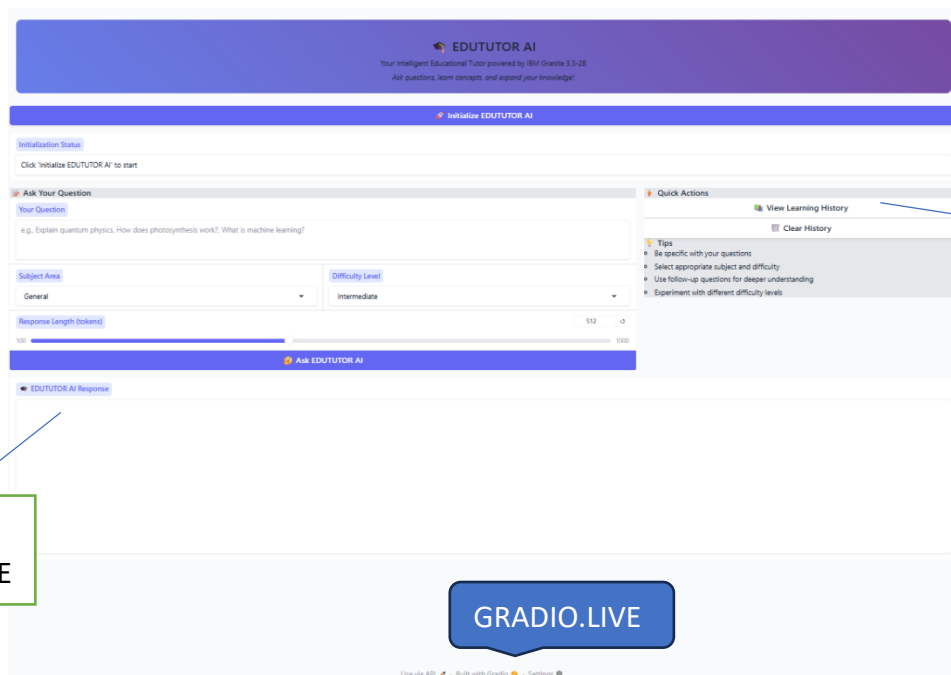 EDUTUTOR AI
Your Intelligent Educational Tutor powered by IBM Granite 3.3-2B
Ask questions, learn concepts, and expand your knowledge!
Initialize EDUTUTOR AI
Initialization Status
Click 'Initialize EDUTUTOR AI' to start
Ask Your Question
Your Question
e.g., Explain quantum physics, How does photosynthesis work?, What is machine learning?
Subject Area
Difficulty Level
General
Intermediate
Response Length (tokens)
512
100
1000
Ask EDUTUTOR AI
Quick Actions
View Learning History
Clear History
Tips
Be specific with your questions
Select appropriate subject and difficulty
Use follow-up questions for deeper understanding
Experiment with different difficulty levels
EDUTUTOR AI Response
E
GRADIO.LIVE
Use via API · Built with Gradio · Settings